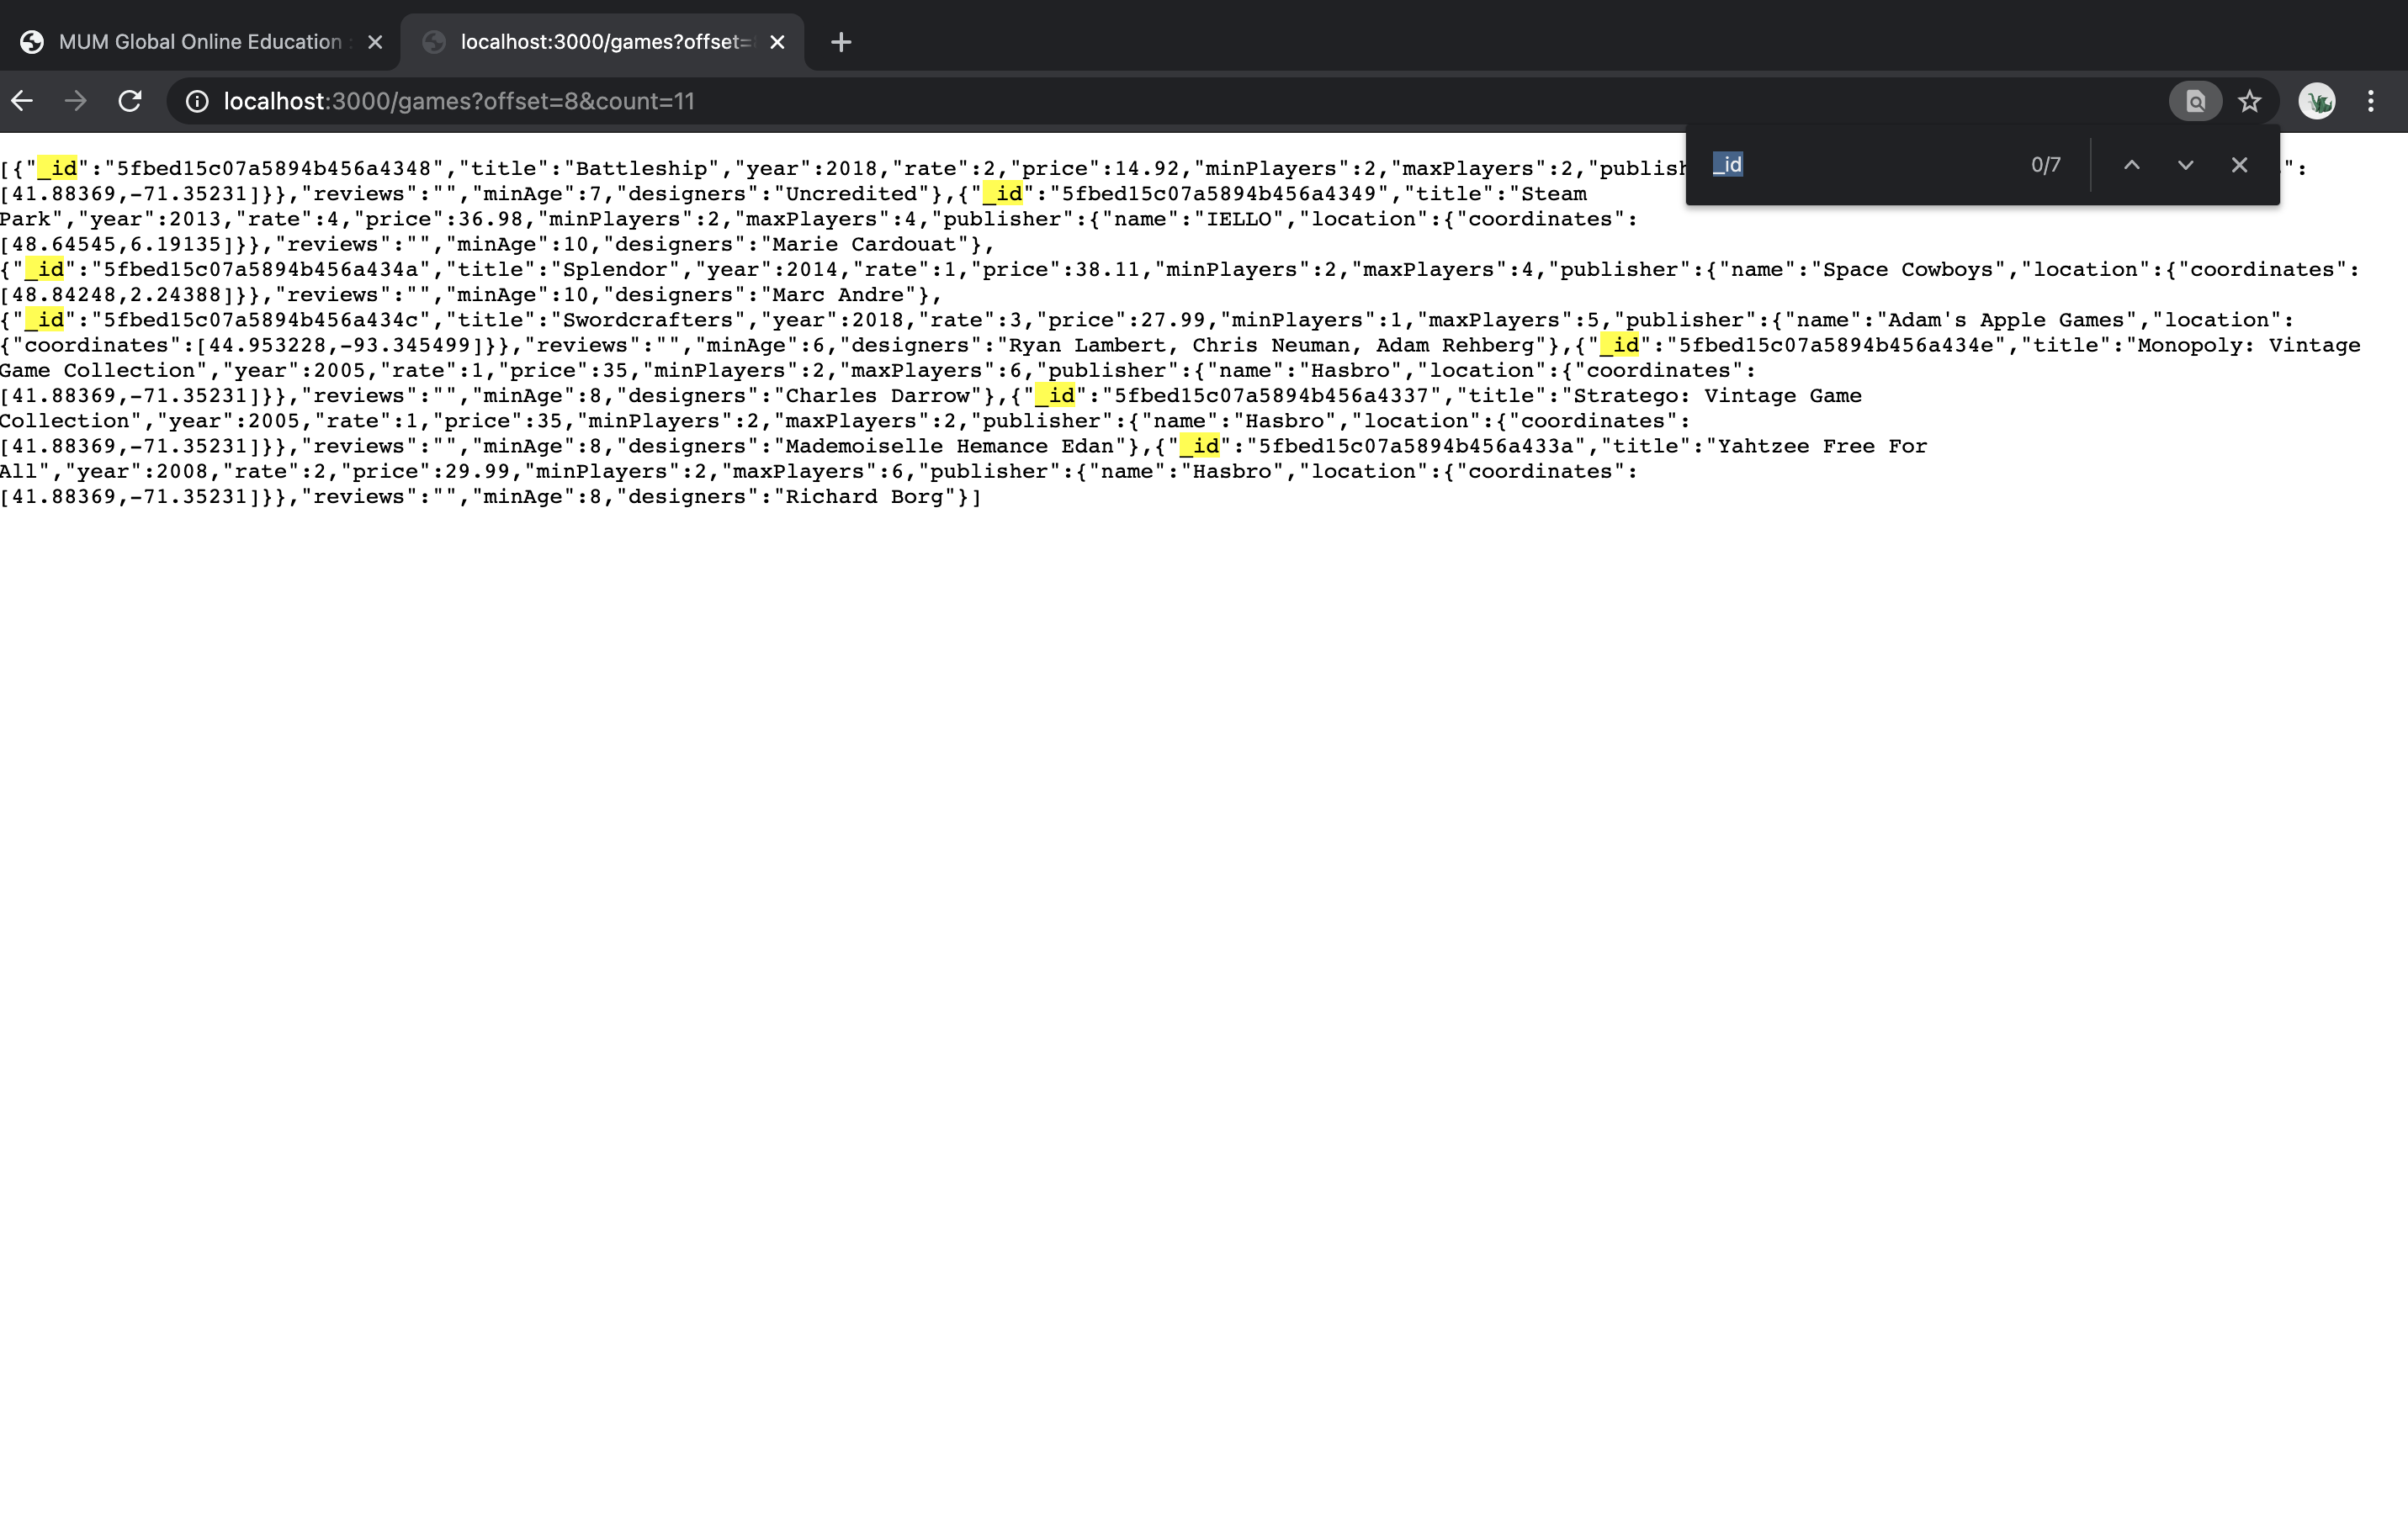 MUM Global Online Education
localhost:3000/games?offset=
localhost:3000/games?offset=8&count=11
_id
0/7
[{"_id":"5fbed15c07a5894b456a4348","title":"Battleship","year":2018,"rate":2,"price":14.92,"minPlayers":2,"maxPlayers":2,"publish ":
[41.88369,-71.35231]}},"reviews":"","minAge":7,"designers":"Uncredited"},{"_id":"5fbed15c07a5894b456a4349","title":"Steam
Park","year":2013,"rate":4,"price":36.98,"minPlayers":2,"maxPlayers":4,"publisher":{"name":"IELLO","location":{"coordinates":
[48.64545,6.19135]}},"reviews":"","minAge":10,"designers":"Marie Cardouat"},
{"_id":"5fbed15c07a5894b456a434a","title":"Splendor","year":2014,"rate":1,"price":38.11,"minPlayers":2,"maxPlayers":4,"publisher":{"name":"Space Cowboys","location":{"coordinates":
[48.84248,2.24388]}},"reviews":"","minAge":10,"designers":"Marc Andre"},
{"_id":"5fbed15c07a5894b456a434c","title":"Swordcrafters","year":2018,"rate":3,"price":27.99,"minPlayers":1,"maxPlayers":5,"publisher":{"name":"Adam's Apple Games","location":
{"coordinates":[44.953228,-93.345499]}},"reviews":"","minAge":6,"designers":"Ryan Lambert, Chris Neuman, Adam Rehberg"},{"_id":"5fbed15c07a5894b456a434e","title":"Monopoly: Vintage
Game Collection","year":2005,"rate":1,"price":35,"minPlayers":2,"maxPlayers":6,"publisher":{"name":"Hasbro","location":{"coordinates":
[41.88369,-71.35231]}},"reviews":"","minAge":8,"designers":"Charles Darrow"},{"_id":"5fbed15c07a5894b456a4337","title":"Stratego: Vintage Game
Collection","year":2005,"rate":1,"price":35,"minPlayers":2,"maxPlayers":2,"publisher":{"name":"Hasbro","location":{"coordinates":
[41.88369,-71.35231]}},"reviews":"","minAge":8,"designers":"Mademoiselle Hemance Edan"},{"_id":"5fbed15c07a5894b456a433a","title":"Yahtzee Free For
All","year":2008,"rate":2,"price":29.99,"minPlayers":2,"maxPlayers":6,"publisher":{"name":"Hasbro","location":{"coordinates":
[41.88369,-71.35231]}},"reviews":"","minAge":8,"designers":"Richard Borg"}]